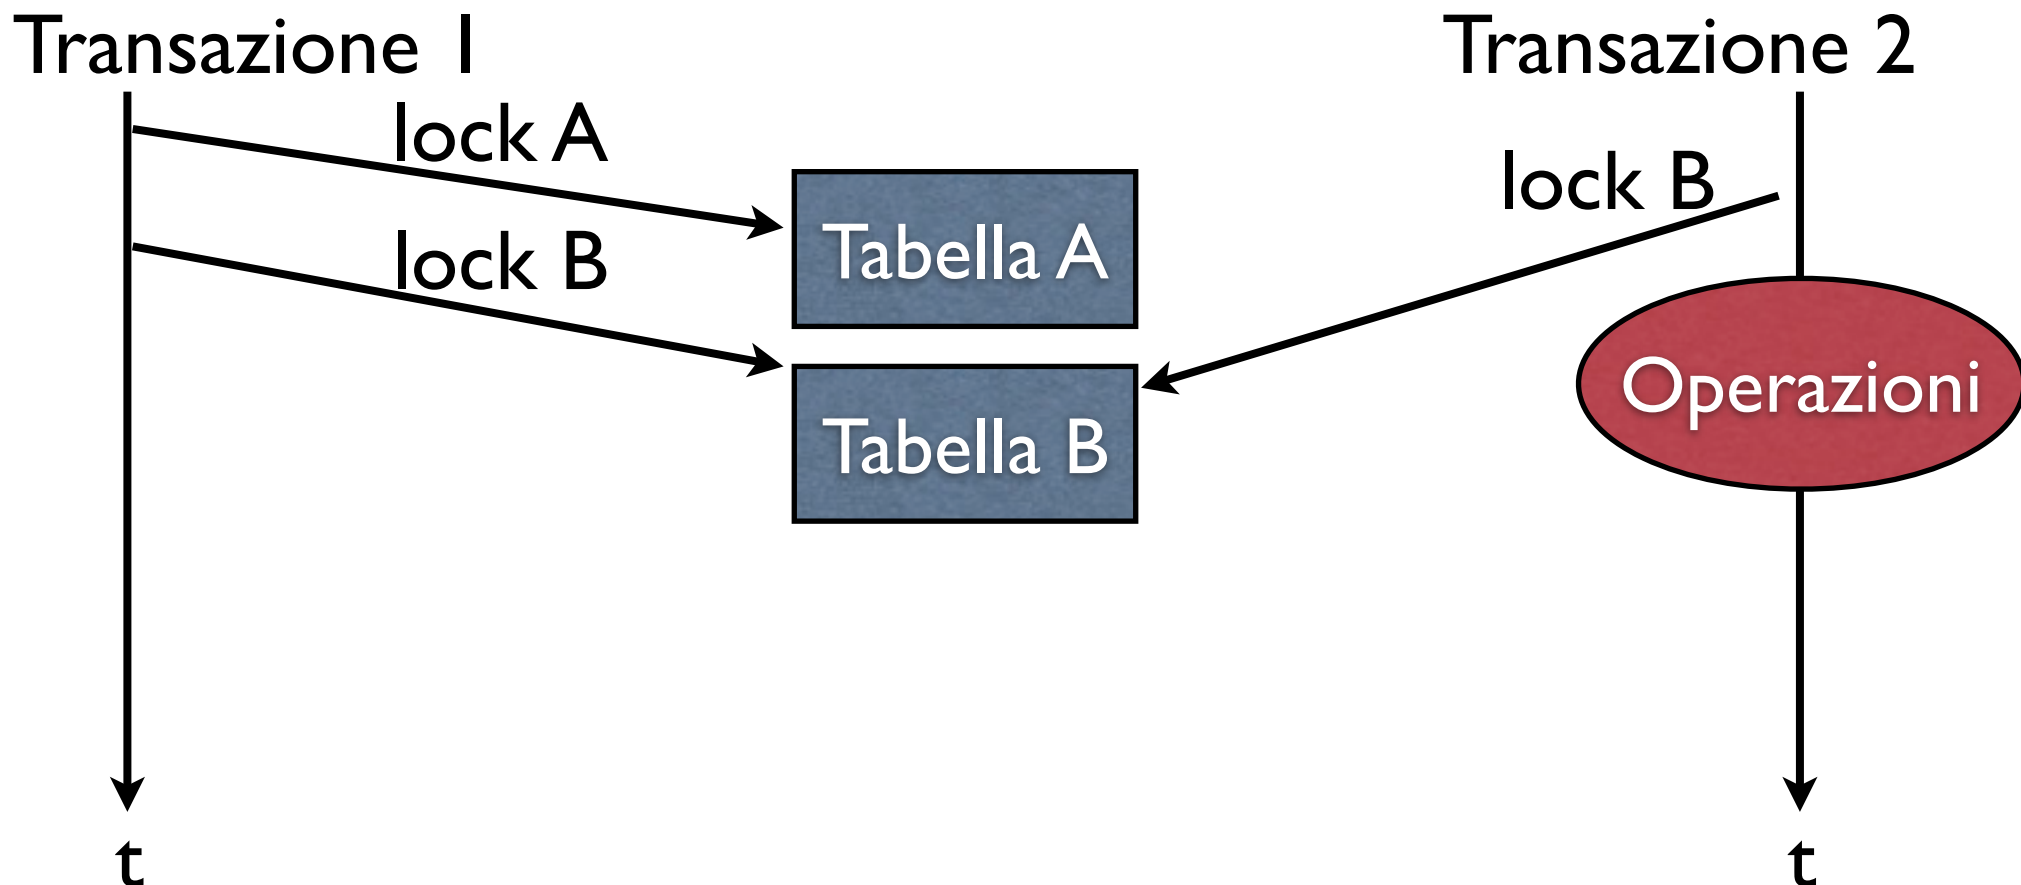 Transazione 1
Transazione 2
lock A
lock B
lock B
Tabella A
Tabella B
Operazioni
t
t